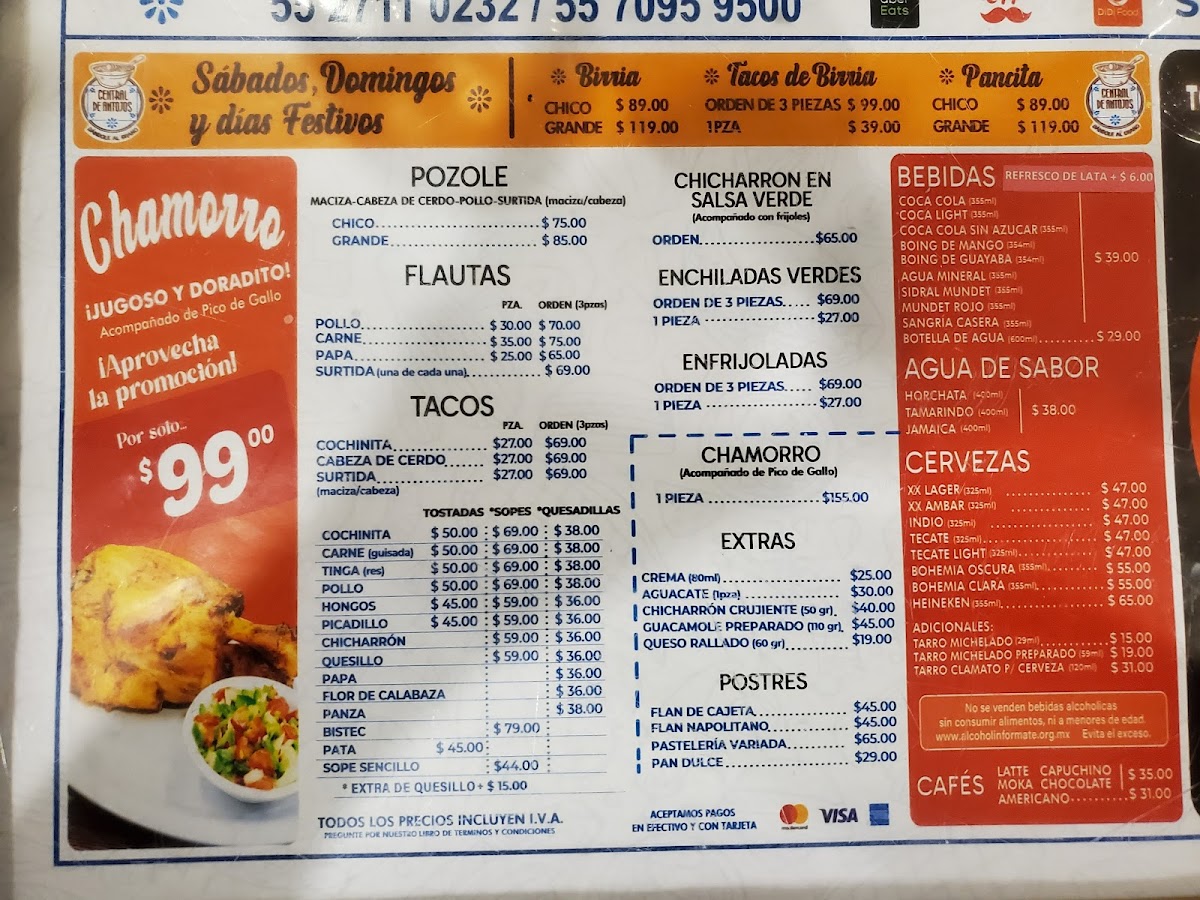 55 2711 0232 / 55 7095 9500
Uber
Eats
DiDi Food
CENTRAL
DE ANTOJOS
Sábados, Domingos
y días Festivos
Birria
CHICO $ 89.00
GRANDE $ 119.00
Tacos de Birria
ORDEN DE 3 PIEZAS $ 99.00
1PZA $ 39.00
Pancita
CHICO $ 89.00
GRANDE $ 119.00
CENTRAL
DE ANTOJOS
Chamorro
¡JUGOSO Y DORADITO!
Acompañado de Pico de Gallo
¡Aprovecha
la promoción!
Por solo...
$99.00
POZOLE
MACIZA-CABEZA DE CERDO-POLLO-SURTIDA (maciza/cabeza)
CHICO $ 75.00
GRANDE $ 85.00
FLAUTAS
PZA. ORDEN (3pzas)
POLLO $ 30.00 $ 70.00
CARNE $ 35.00 $ 75.00
PAPA $ 25.00 $ 65.00
SURTIDA (una de cada una) $ 69.00
TACOS
PZA. ORDEN (3pzas)
COCHINITA $27.00 $69.00
CABEZA DE CERDO $27.00 $69.00
SURTIDA $27.00 $69.00
(maciza/cabeza)
TOSTADAS *SOPES *QUESADILLAS
COCHINITA $ 50.00 $ 69.00 $ 38.00
CARNE (guisada) $ 50.00 $ 69.00 $ 38.00
TINGA (res) $ 50.00 $ 69.00 $ 38.00
POLLO $ 50.00 $ 69.00 $ 38.00
HONGOS $ 45.00 $ 59.00 $ 36.00
PICADILLO $ 45.00 $ 59.00 $ 36.00
CHICHARRÓN $ 59.00 $ 36.00
QUESILLO $ 59.00 $ 36.00
PAPA $ 36.00
FLOR DE CALABAZA $ 36.00
PANZA $ 38.00
BISTEC $ 79.00
PATA $ 45.00
SOPE SENCILLO $44.00
* EXTRA DE QUESILLO + $ 15.00
TODOS LOS PRECIOS INCLUYEN I.V.A.
PREGUNTE POR NUESTRO LIBRO DE TERMINOS Y CONDICIONES
CHICHARRON EN
SALSA VERDE
(Acompañado con frijoles)
ORDEN $65.00
ENCHILADAS VERDES
ORDEN DE 3 PIEZAS $69.00
1 PIEZA $27.00
ENFRIJOLADAS
ORDEN DE 3 PIEZAS $69.00
1 PIEZA $27.00
CHAMORRO
(Acompañado de Pico de Gallo)
1 PIEZA $155.00
EXTRAS
CREMA (80ml) $25.00
AGUACATE (1pza) $30.00
CHICHARRÓN CRUJIENTE (50 gr) $40.00
GUACAMOLE PREPARADO (110 gr) $45.00
QUESO RALLADO (60 gr) $19.00
POSTRES
FLAN DE CAJETA $45.00
FLAN NAPOLITANO $45.00
PASTELERÍA VARIADA $65.00
PAN DULCE $29.00
ACEPTAMOS PAGOS
EN EFECTIVO Y CON TARJETA
VISA
BEBIDAS REFRESCO DE LATA + $ 6.00
COCA COLA (355ml)
COCA LIGHT (355ml)
COCA COLA SIN AZUCAR (355ml)
BOING DE MANGO (354ml)
BOING DE GUAYABA (354ml) $ 39.00
AGUA MINERAL (355ml)
SIDRAL MUNDET (355ml)
MUNDET ROJO (355ml)
SANGRÍA CASERA (355ml)
BOTELLA DE AGUA (600ml) $ 29.00
AGUA DE SABOR
HORCHATA (400ml)
TAMARINDO (400ml) $ 38.00
JAMAICA (400ml)
CERVEZAS
XX LAGER (325ml) $ 47.00
XX AMBAR (325ml) $ 47.00
INDIO (325ml) $ 47.00
TECATE (325ml) $ 47.00
TECATE LIGHT (325ml) $ 47.00
BOHEMIA OSCURA (355ml) $ 55.00
BOHEMIA CLARA (355ml) $ 55.00
HEINEKEN (355ml) $ 65.00
ADICIONALES:
TARRO MICHELADO (29ml) $ 15.00
TARRO MICHELADO PREPARADO (59ml) $ 19.00
TARRO CLAMATO P/ CERVEZA (120ml) $ 31.00
No se venden bebidas alcoholicas
sin consumir alimentos, ni a menores de edad.
www.alcoholinformate.org.mx Evita el exceso.
CAFÉS
LATTE CAPUCHINO
MOKA CHOCOLATE $ 35.00
AMERICANO $ 31.00